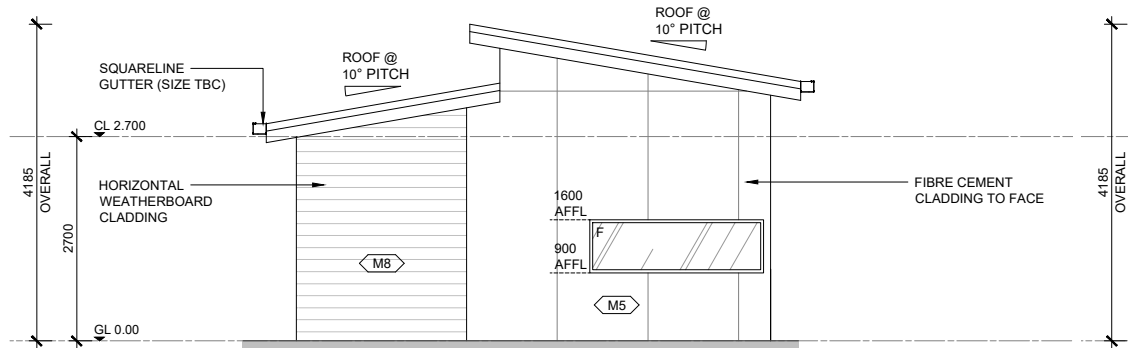 ROOF @
10° PITCH
ROOF @
10° PITCH
SQUARELINE
GUTTER (SIZE TBC)
CL 2.700
4185
OVERALL
2700
HORIZONTAL
WEATHERBOARD
CLADDING
FIBRE CEMENT
CLADDING TO FACE
4185
OVERALL
1600
AFFL
F
900
AFFL
M8
M5
GL 0.00